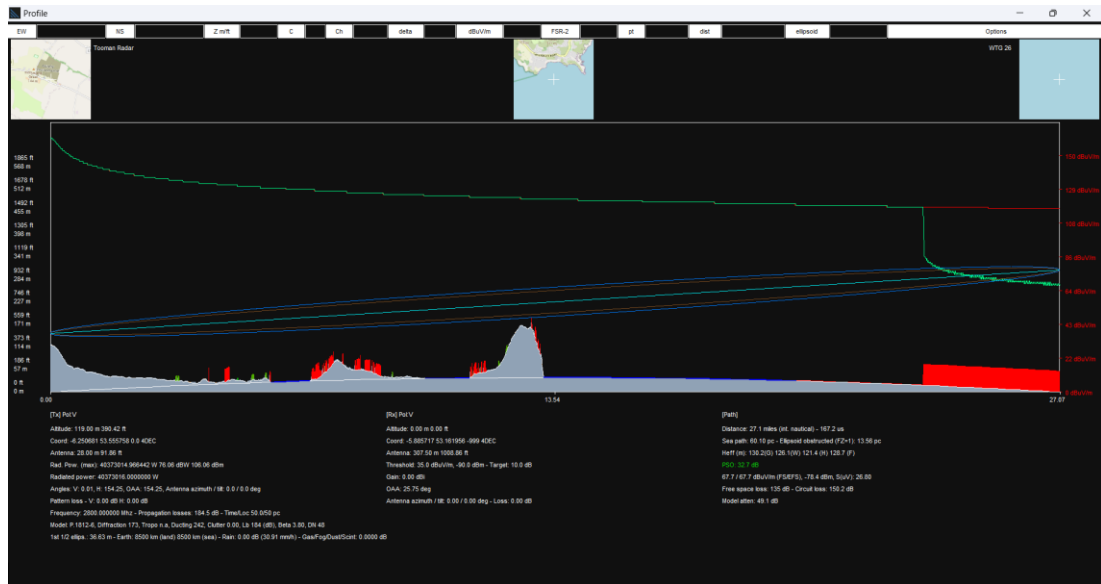 Profile
EW NS Z m/ft C Ch delta dBuV/m FSR-2 pt dist ellipsoid Options
Tooman Radar WTG 26
1865 ft
568 m
1678 ft
512 m
1492 ft
455 m
1305 ft
398 m
1119 ft
341 m
932 ft
284 m
746 ft
227 m
559 ft
171 m
373 ft
114 m
186 ft
57 m
0 ft
0 m
150 dBuV/m
128 dBuV/m
106 dBuV/m
64 dBuV/m
22 dBuV/m
0 dBuV/m
0.00 13.54 27.07
[Tx] Pol:V
Altitude: 119.00 m 390.42 ft
Coord: -6.250681 53.555758 0.0 4DEC
Antenna: 28.00 m 91.86 ft
Rad. Pow. (max): 40373014.966442 W 76.06 dBW 106.06 dBm
Radiated power: 40373016.0000000 W
Angles: V: 0.01, H: 154.25, OAA: 154.25, Antenna azimuth / tilt: 0.0 / 0.0 deg
Pattern loss - V: 0.00 dB H: 0.00 dB
Frequency: 2800.000000 Mhz - Propagation losses: 184.5 dB - Time/Loc 50.0/50 pc
Model: P.1812-6, Diffraction 173, Tropo n.a, Ducting 242, Clutter 0.00, Lb 184 (dB), Beta 3.80, DN 48
1st 1/2 ellips.: 36.63 m - Earth: 8500 km (land) 8500 km (sea) - Rain: 0.00 dB (30.91 mm/h) - Gas/Fog/Dust/Scint: 0.0000 dB
[Rx] Pol:V
Altitude: 0.00 m 0.00 ft
Coord: -5.885717 53.161956 -999 4DEC
Antenna: 307.50 m 1008.86 ft
Threshold: 35.0 dBuV/m, -90.0 dBm - Target: 10.0 dB
Gain: 0.00 dBi
OAA: 25.75 deg
Antenna azimuth / tilt: 0.00 / 0.00 deg - Loss: 0.00 dB
[Path]
Distance: 27.1 miles (int. nautical) - 167.2 us
Sea path: 60.10 pc - Ellipsoid obstructed (FZ=1): 13.56 pc
Heff (m): 138.2(G) 126.1(W) 121.4 (H) 128.7 (F)
PSO: 32.7 dB
67.7 / 67.7 dBuV/m (FS/EFS), -78.4 dBm, S(uV): 26.80
Free space loss: 135 dB - Circuit loss: 150.2 dB
Model atten: 49.1 dB